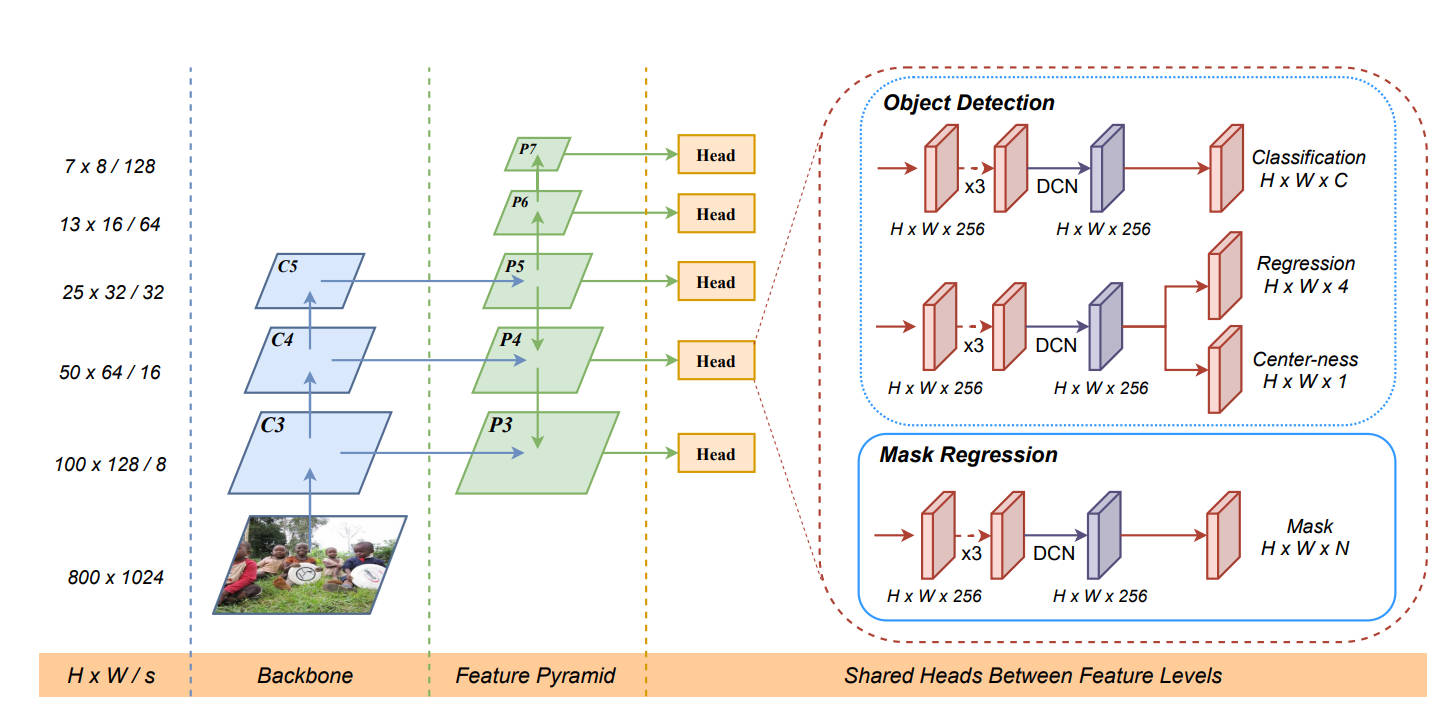 7 x 8 / 128
13 x 16 / 64
25 x 32 / 32
50 x 64 / 16
100 x 128 / 8
800 x 1024
H x W / s
C5
C4
C3
Backbone
P7
P6
P5
P4
P3
Feature Pyramid
Head
Head
Head
Head
Head
Object Detection
x3
DCN
H x W x 256
H x W x 256
Classification
H x W x C
x3
DCN
H x W x 256
H x W x 256
Regression
H x W x 4
Center-ness
H x W x 1
Mask Regression
x3
DCN
H x W x 256
H x W x 256
Mask
H x W x N
Shared Heads Between Feature Levels